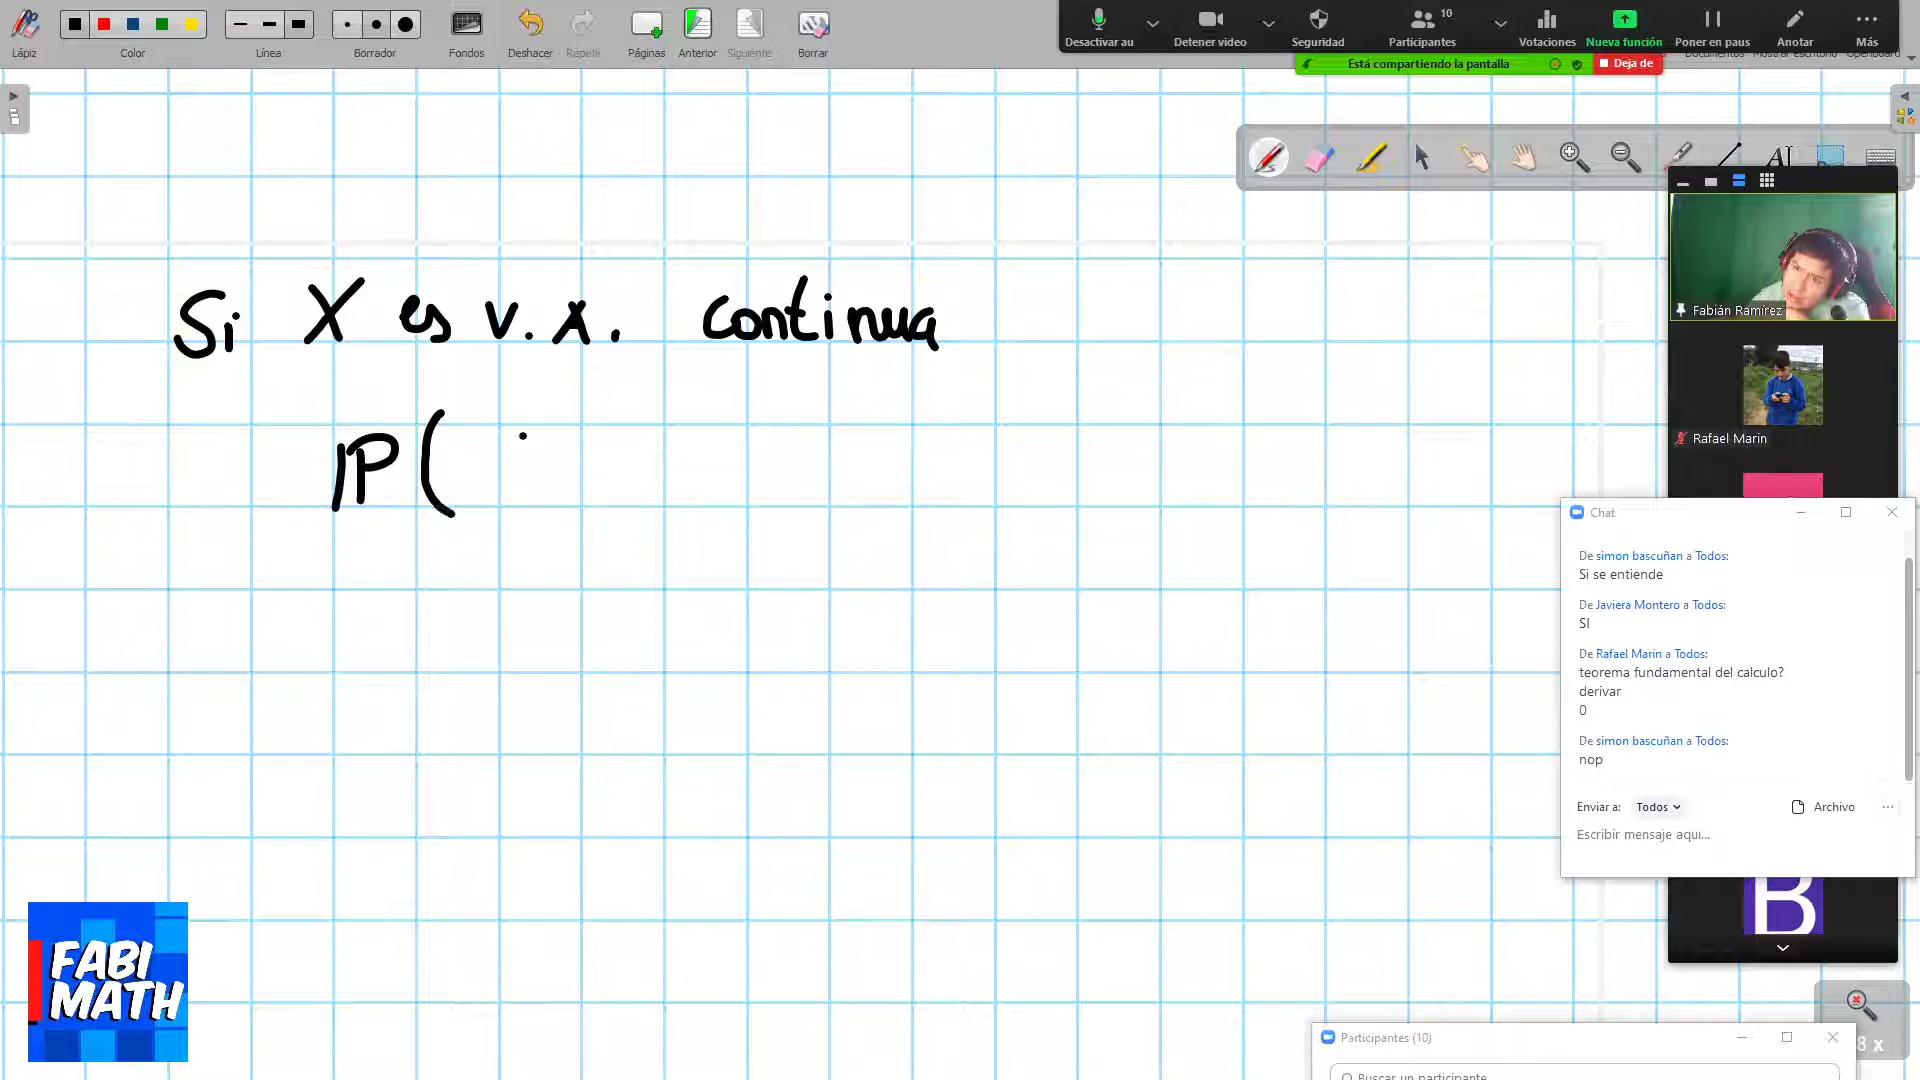 Lápiz
Color
Línea
Borrador
Fondos
Deshacer
Repetir
Páginas
Anterior
Siguiente
Borrar
Desactivar au
Detener video
Seguridad
10
Participantes
Votaciones
Nueva función
Poner en paus
Anotar
Más
Está compartiendo la pantalla
Deja de
Si X es v.a. continua
IP(
Fabián Ramírez
Rafael Marin
Chat
De simon bascuñan a Todos:
Si se entiende
De Javiera Montero a Todos:
SI
De Rafael Marin a Todos:
teorema fundamental del calculo?
derivar
0
De simon bascuñan a Todos:
nop
Enviar a: Todos
Archivo
Escribir mensaje aquí...
B
FABI
MATH
8 x
Participantes (10)
Buscar un participante